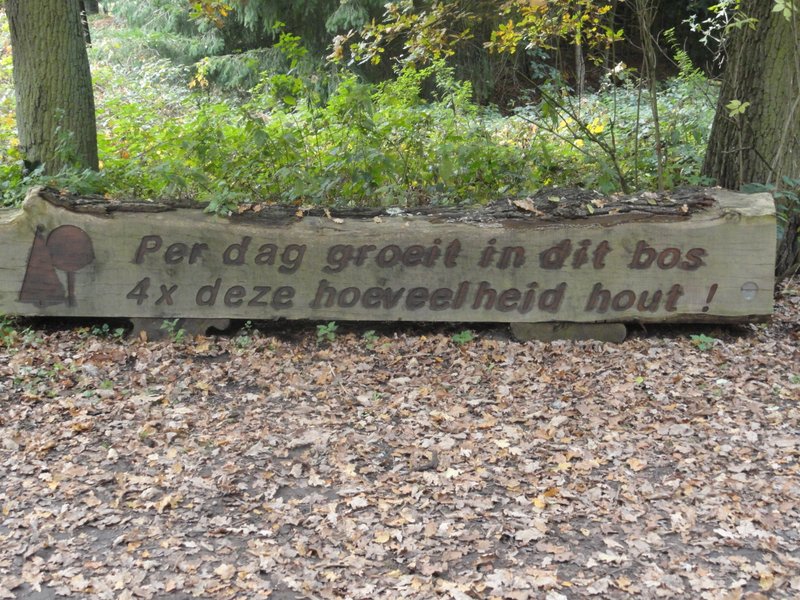 Per dag groeit in dit bos
4x deze hoeveelheid hout !